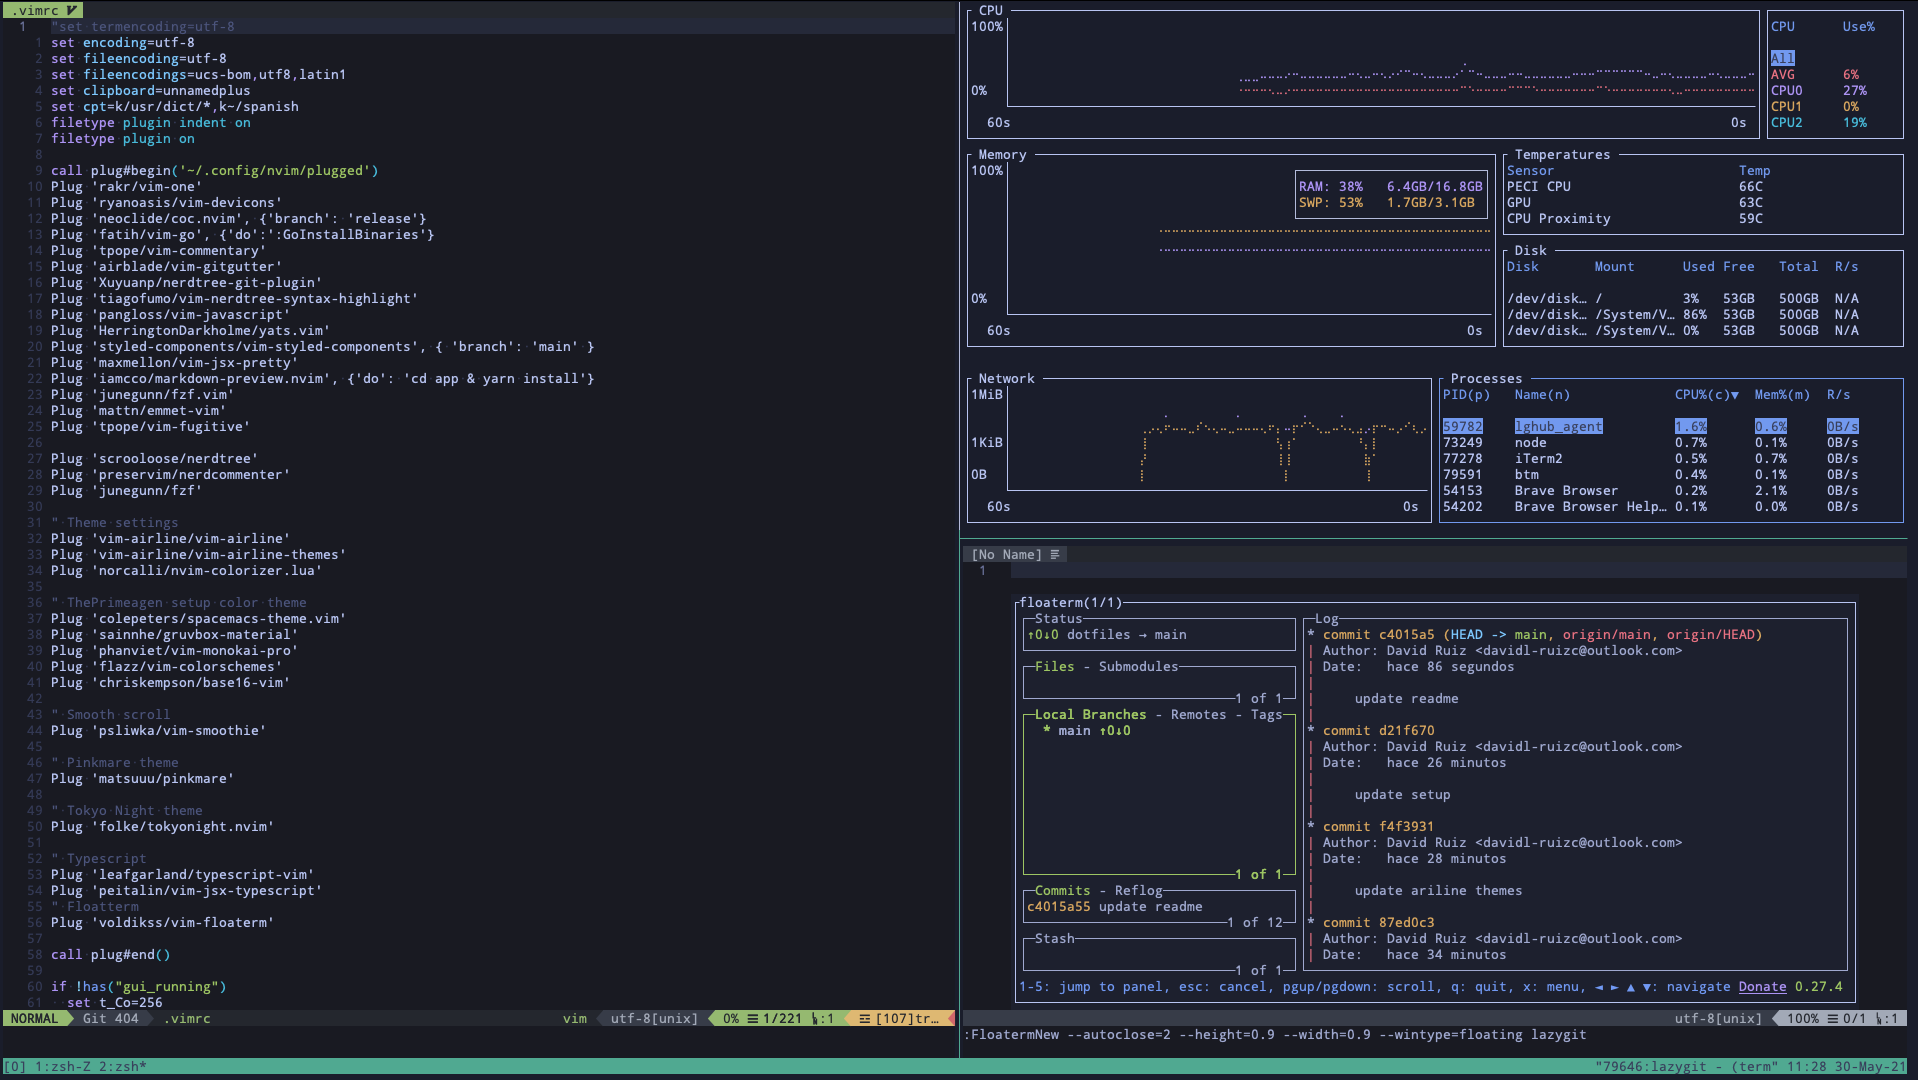 .vimrc
1 "set termencoding=utf-8
1 set encoding=utf-8
2 set fileencoding=utf-8
3 set fileencodings=ucs-bom,utf8,latin1
4 set clipboard=unnamedplus
5 set cpt=k/usr/dict/*,k~/spanish
6 filetype plugin indent on
7 filetype plugin on
8
9 call plug#begin('~/.config/nvim/plugged')
10 Plug 'rakr/vim-one'
11 Plug 'ryanoasis/vim-devicons'
12 Plug 'neoclide/coc.nvim', {'branch': 'release'}
13 Plug 'fatih/vim-go', {'do':':GoInstallBinaries'}
14 Plug 'tpope/vim-commentary'
15 Plug 'airblade/vim-gitgutter'
16 Plug 'Xuyuanp/nerdtree-git-plugin'
17 Plug 'tiagofumo/vim-nerdtree-syntax-highlight'
18 Plug 'pangloss/vim-javascript'
19 Plug 'HerringtonDarkholme/yats.vim'
20 Plug 'styled-components/vim-styled-components', { 'branch': 'main' }
21 Plug 'maxmellon/vim-jsx-pretty'
22 Plug 'iamcco/markdown-preview.nvim', {'do': 'cd app & yarn install'}
23 Plug 'junegunn/fzf.vim'
24 Plug 'mattn/emmet-vim'
25 Plug 'tpope/vim-fugitive'
26
27 Plug 'scrooloose/nerdtree'
28 Plug 'preservim/nerdcommenter'
29 Plug 'junegunn/fzf'
30
31 " Theme settings
32 Plug 'vim-airline/vim-airline'
33 Plug 'vim-airline/vim-airline-themes'
34 Plug 'norcalli/nvim-colorizer.lua'
35
36 " ThePrimeagen setup color theme
37 Plug 'colepeters/spacemacs-theme.vim'
38 Plug 'sainnhe/gruvbox-material'
39 Plug 'phanviet/vim-monokai-pro'
40 Plug 'flazz/vim-colorschemes'
41 Plug 'chriskempson/base16-vim'
42
43 " Smooth scroll
44 Plug 'psliwka/vim-smoothie'
45
46 " Pinkmare theme
47 Plug 'matsuuu/pinkmare'
48
49 " Tokyo Night theme
50 Plug 'folke/tokyonight.nvim'
51
52 " Typescript
53 Plug 'leafgarland/typescript-vim'
54 Plug 'peitalin/vim-jsx-typescript'
55 " Floatterm
56 Plug 'voldikss/vim-floaterm'
57
58 call plug#end()
59
60 if !has("gui_running")
61 set t_Co=256
NORMAL Git 404 .vimrc vim utf-8[unix] 0% ☰ 1/221 :1 [107]tr…
CPU
100%
0%
60s 0s
CPU Use%
All
AVG 6%
CPU0 27%
CPU1 0%
CPU2 19%
Memory
100%
RAM: 38% 6.4GB/16.8GB
SWP: 53% 1.7GB/3.1GB
0%
60s 0s
Temperatures
Sensor Temp
PECI CPU 66C
GPU 63C
CPU Proximity 59C
Disk
Disk Mount Used Free Total R/s
/dev/disk… / 3% 53GB 500GB N/A
/dev/disk… /System/V… 86% 53GB 500GB N/A
/dev/disk… /System/V… 0% 53GB 500GB N/A
Network
1MiB
1KiB
0B
60s 0s
Processes
PID(p) Name(n) CPU%(c)▼ Mem%(m) R/s
59782 lghub_agent 1.6% 0.6% 0B/s
73249 node 0.7% 0.1% 0B/s
77278 iTerm2 0.5% 0.7% 0B/s
79591 btm 0.4% 0.1% 0B/s
54153 Brave Browser 0.2% 2.1% 0B/s
54202 Brave Browser Help… 0.1% 0.0% 0B/s
[No Name]
1
floaterm(1/1)
Status
↑0↓0 dotfiles → main
Files - Submodules
1 of 1
Local Branches - Remotes - Tags
* main ↑0↓0
1 of 1
Commits - Reflog
c4015a55 update readme
1 of 12
Stash
1 of 1
Log
* commit c4015a5 (HEAD -> main, origin/main, origin/HEAD)
| Author: David Ruiz <davidl-ruizc@outlook.com>
| Date: hace 86 segundos
|
| update readme
|
* commit d21f670
| Author: David Ruiz <davidl-ruizc@outlook.com>
| Date: hace 26 minutos
|
| update setup
|
* commit f4f3931
| Author: David Ruiz <davidl-ruizc@outlook.com>
| Date: hace 28 minutos
|
| update ariline themes
|
* commit 87ed0c3
| Author: David Ruiz <davidl-ruizc@outlook.com>
| Date: hace 34 minutos
1-5: jump to panel, esc: cancel, pgup/pgdown: scroll, q: quit, x: menu, ◄ ► ▲ ▼: navigate Donate 0.27.4
utf-8[unix] 100% ☰ 0/1 :1
:FloatermNew --autoclose=2 --height=0.9 --width=0.9 --wintype=floating lazygit
[0] 1:zsh-Z 2:zsh* "79646:lazygit - (term" 11:28 30-May-21